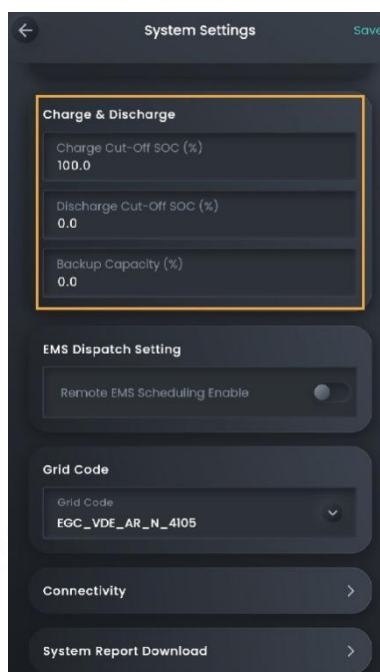 System Settings
Save
Charge & Discharge
Charge Cut-Off SOC (%)
100.0
Discharge Cut-Off SOC (%)
0.0
Backup Capacity (%)
0.0
EMS Dispatch Setting
Remote EMS Scheduling Enable
Grid Code
Grid Code
EGC_VDE_AR_N_4105
Connectivity
System Report Download